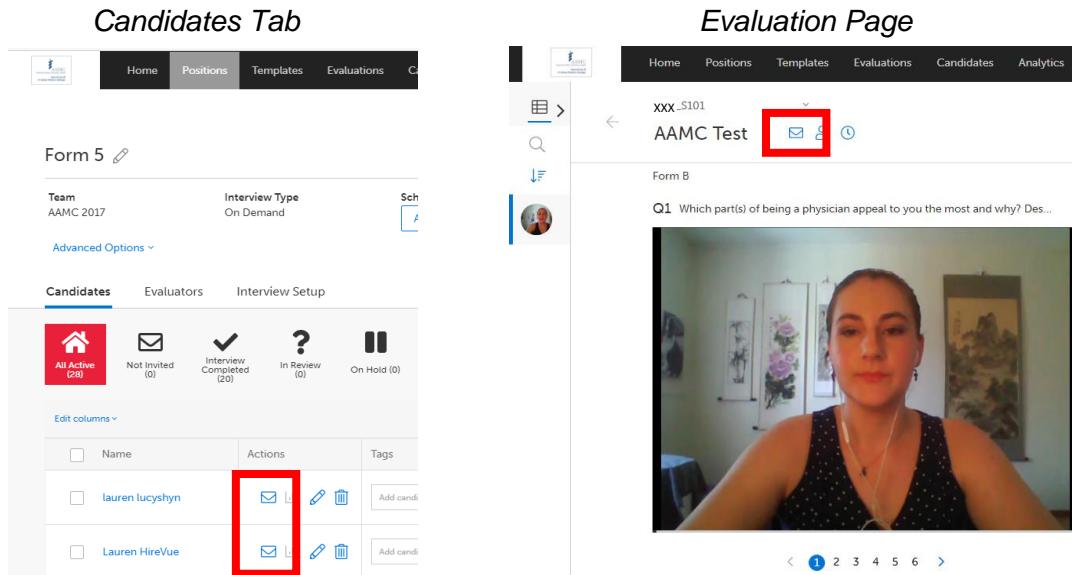 Candidates Tab
Evaluation Page
Home Positions Templates Evaluations
Form 5
Team Interview Type
AAMC 2017 On Demand
Advanced Options
Candidates Evaluators Interview Setup
All Active (28)
Not Invited (0)
Interview Completed (20)
In Review (0)
On Hold (0)
Edit columns
Name Actions Tags
lauren lucyshyn
Lauren HireVue
Home Positions Templates Evaluations Candidates Analytics
xxx_S101
AAMC Test
Form B
Q1 Which part(s) of being a physician appeal to you the most and why? Des...
1 2 3 4 5 6